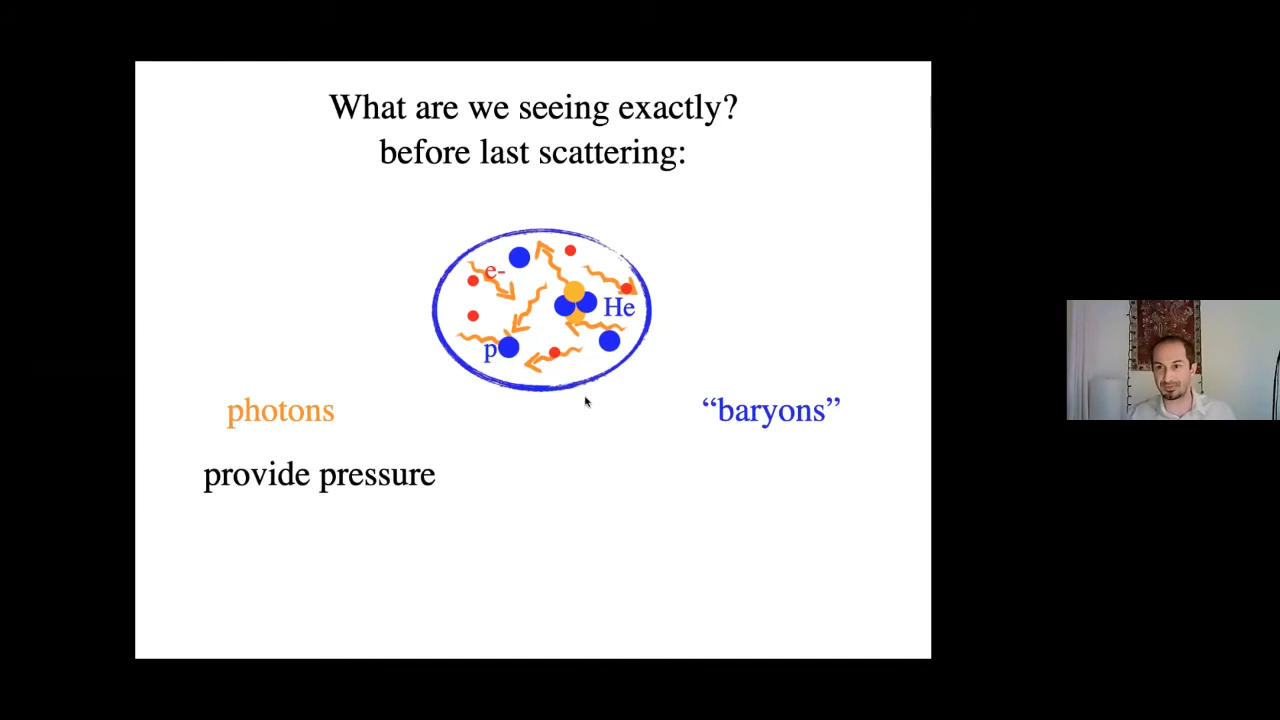 What are we seeing exactly?
before last scattering:
e-
He
p
photons
“baryons”
provide pressure